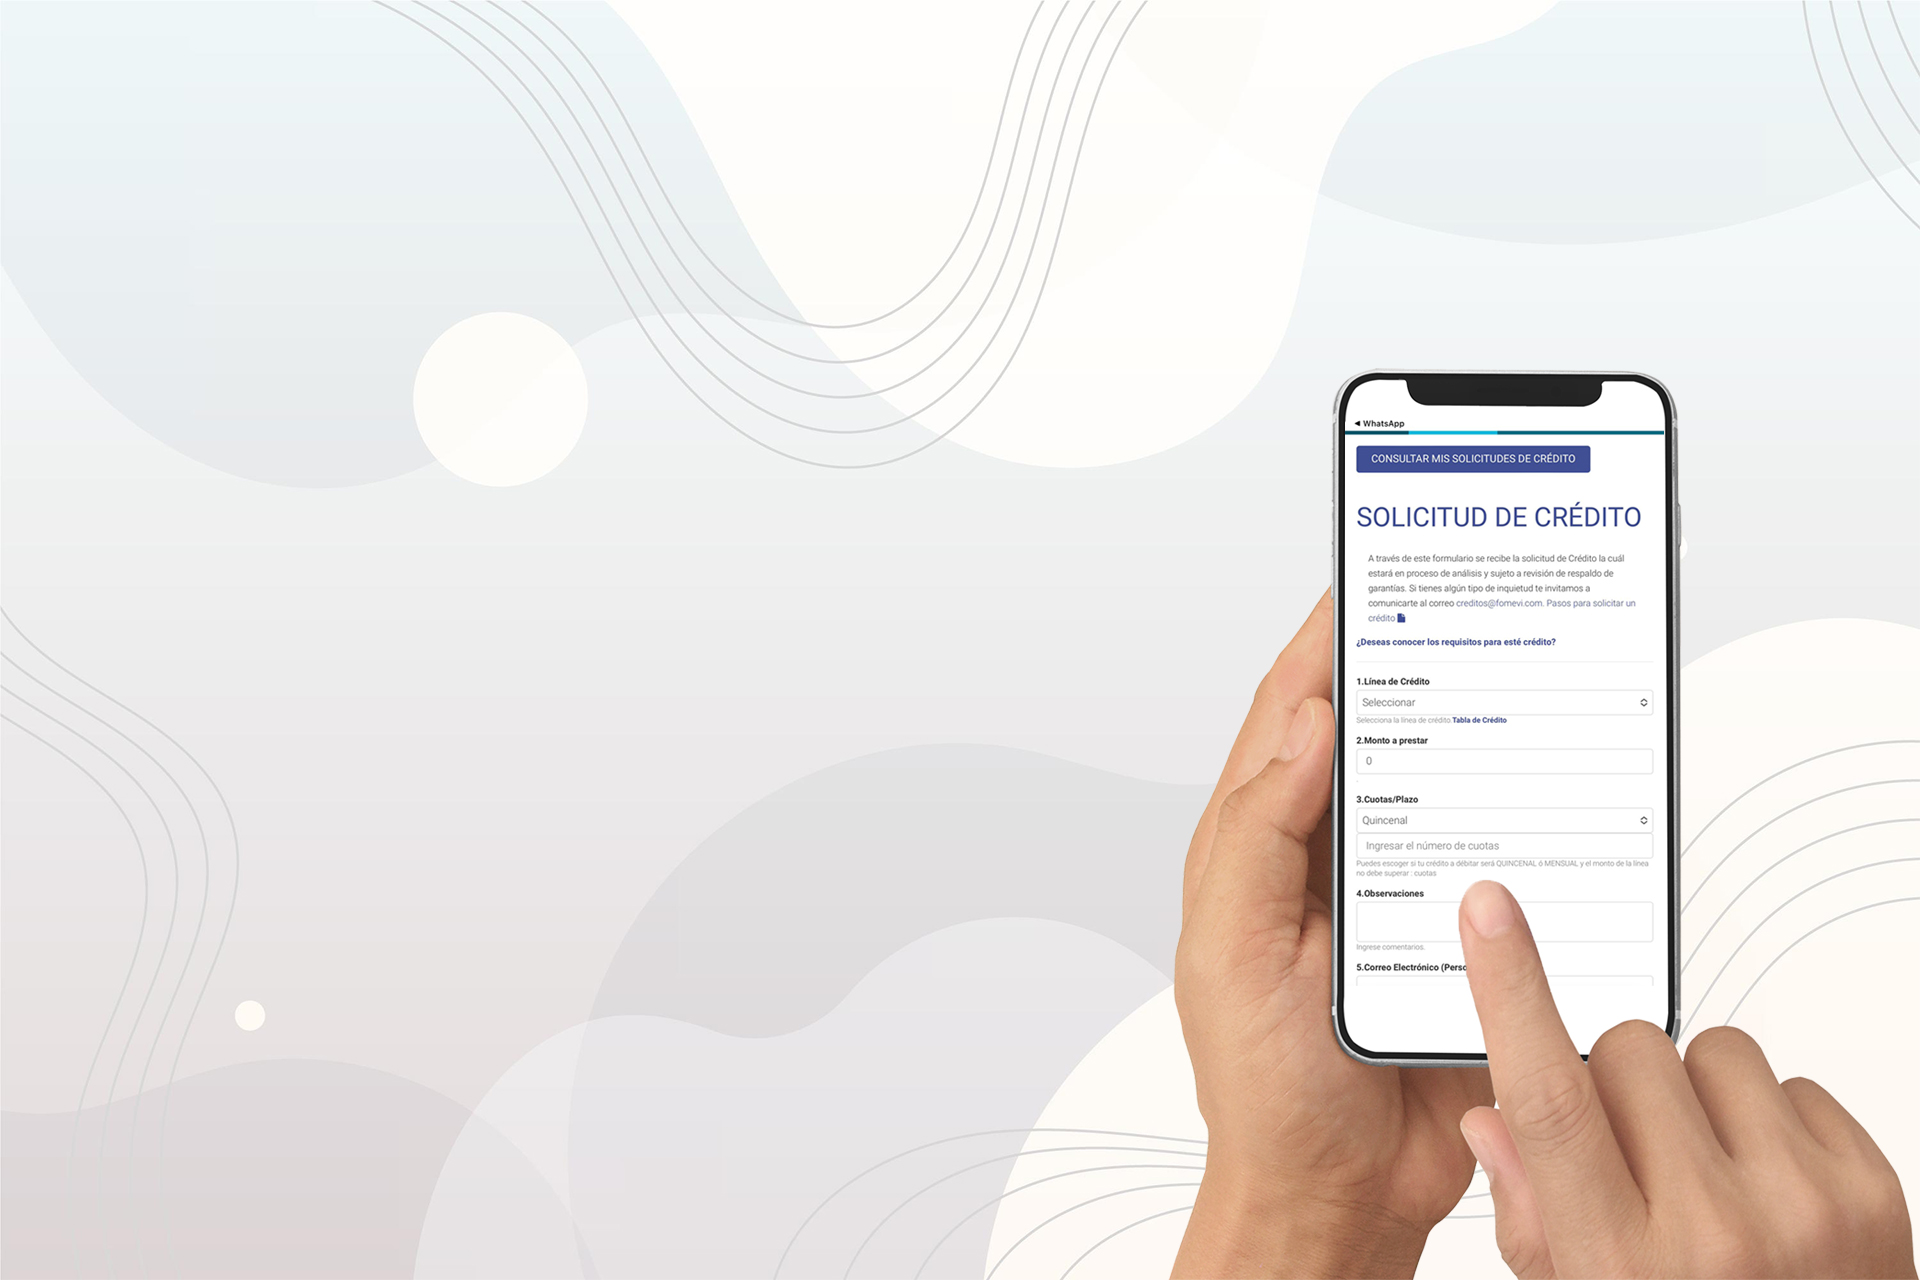 ◄ WhatsApp
CONSULTAR MIS SOLICITUDES DE CRÉDITO
SOLICITUD DE CRÉDITO
A través de este formulario se recibe la solicitud de Crédito la cuál
estará en proceso de análisis y sujeto a revisión de respaldo de
garantías. Si tienes algún tipo de inquietud te invitamos a
comunicarte al correo creditos@fomevi.com. Pasos para solicitar un
crédito
¿Deseas conocer los requisitos para esté crédito?
1.Línea de Crédito
Seleccionar
Selecciona la línea de crédito Tabla de Crédito
2.Monto a prestar
0
3.Cuotas/Plazo
Quincenal
Ingresar el número de cuotas
Puedes escoger si tu crédito a débitar será QUINCENAL ó MENSUAL y el monto de la línea
no debe superar : cuotas
4.Observaciones
Ingrese comentarios.
5.Correo Electrónico (Perso